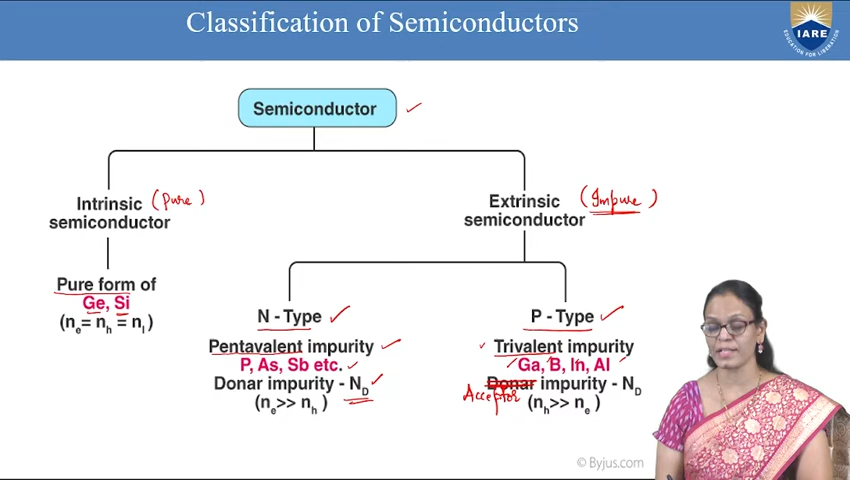 Classification of Semiconductors
IARE
EDUCATION FOR LIBERATION
Semiconductor
Intrinsic (Pure)
semiconductor
Extrinsic (Impure)
semiconductor
Pure form of
Ge, Si
(ne= nh = nI)
N - Type
Pentavalent impurity
P, As, Sb etc.
Donar impurity - ND
(ne>> nh )
P - Type
Trivalent impurity
Ga, B, In, Al
Donar impurity - ND
Acceptor
(nh>> ne )
© Byjus.com